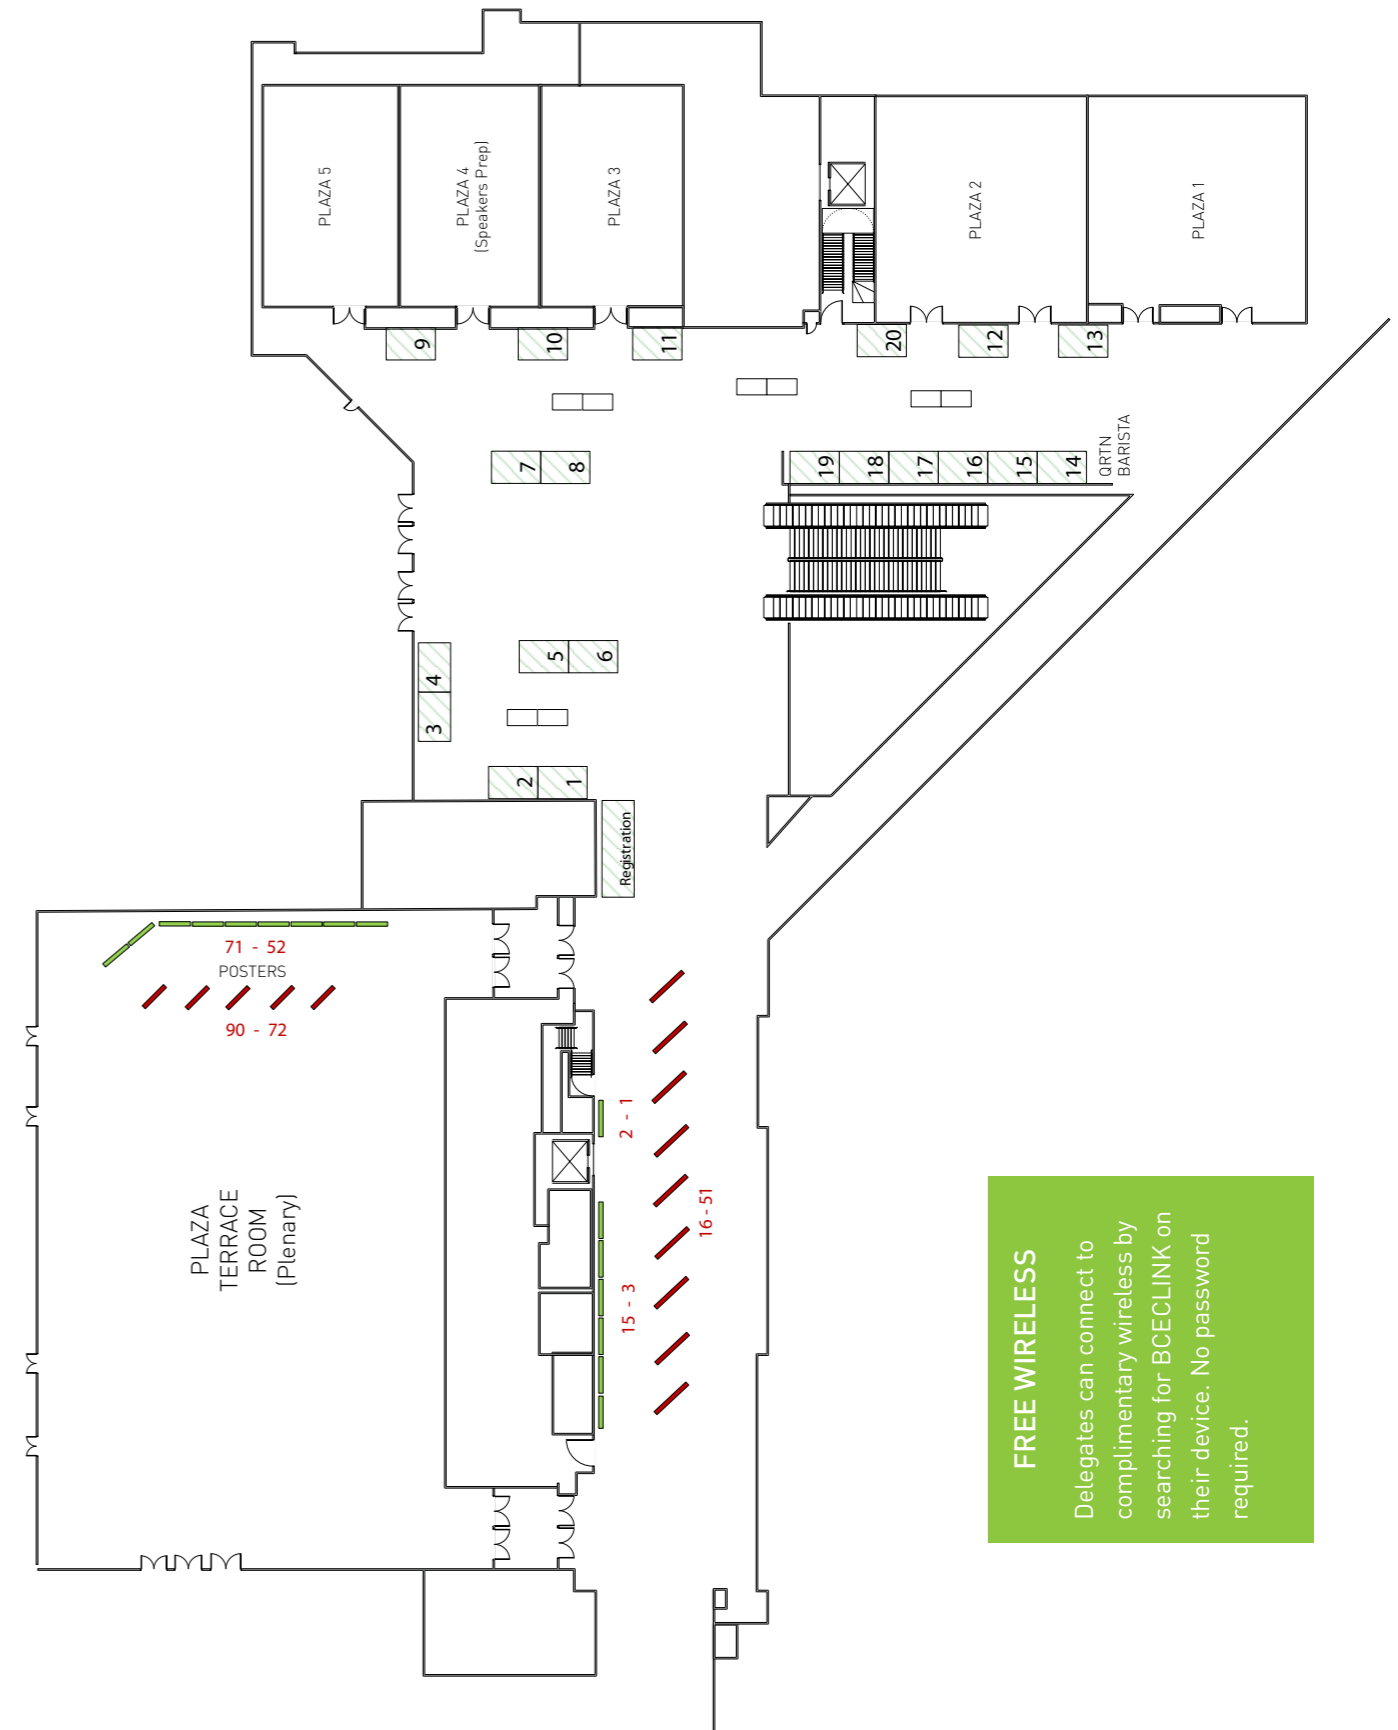 PLAZA 5
PLAZA 4
(Speakers Prep)
PLAZA 3
PLAZA 2
PLAZA 1
9
10
11
20
12
13
7
8
19
18
17
16
15
14
QRTN
BARISTA
5
6
4
3
2
1
Registration
71 - 52
POSTERS
90 - 72
2 - 1
16 - 51
15 - 3
PLAZA
TERRACE
ROOM
(Plenary)
FREE WIRELESS
Delegates can connect to
complimentary wireless by
searching for BCECLINK on
their device. No password
required.